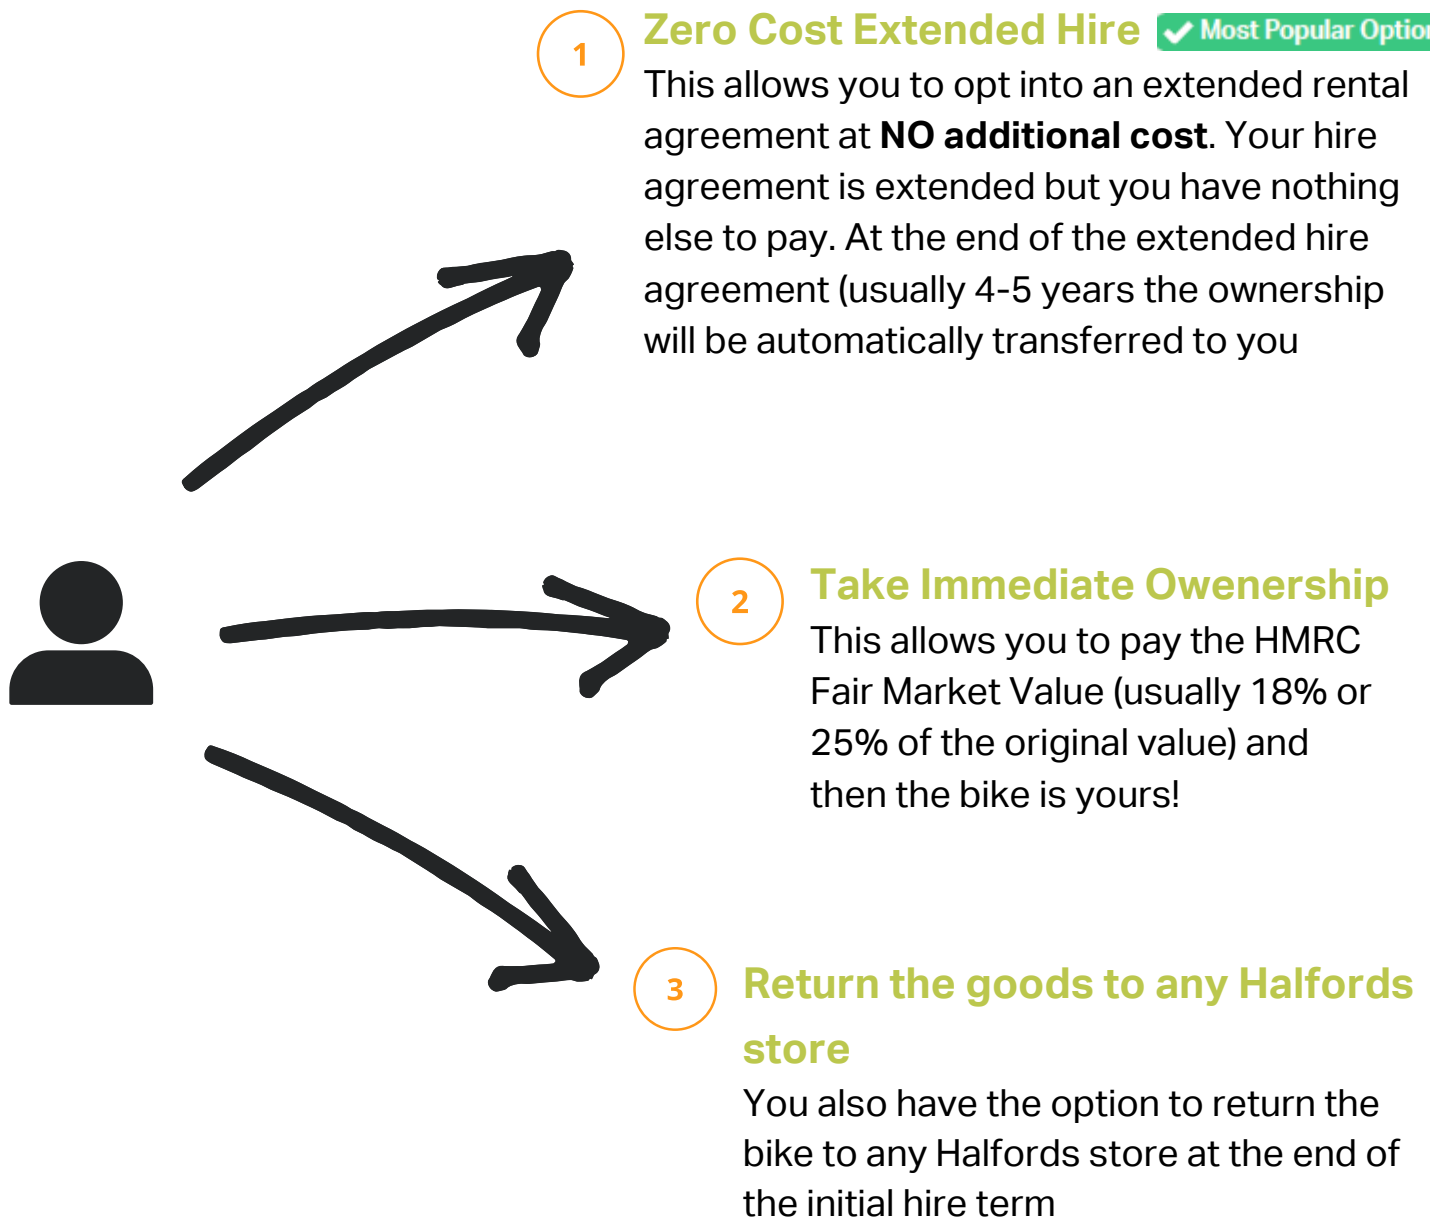 1
Zero Cost Extended Hire Most Popular Option
This allows you to opt into an extended rental
agreement at NO additional cost. Your hire
agreement is extended but you have nothing
else to pay. At the end of the extended hire
agreement (usually 4-5 years the ownership
will be automatically transferred to you
2
Take Immediate Owenership
This allows you to pay the HMRC
Fair Market Value (usually 18% or
25% of the original value) and
then the bike is yours!
3
Return the goods to any Halfords
store
You also have the option to return the
bike to any Halfords store at the end of
the initial hire term